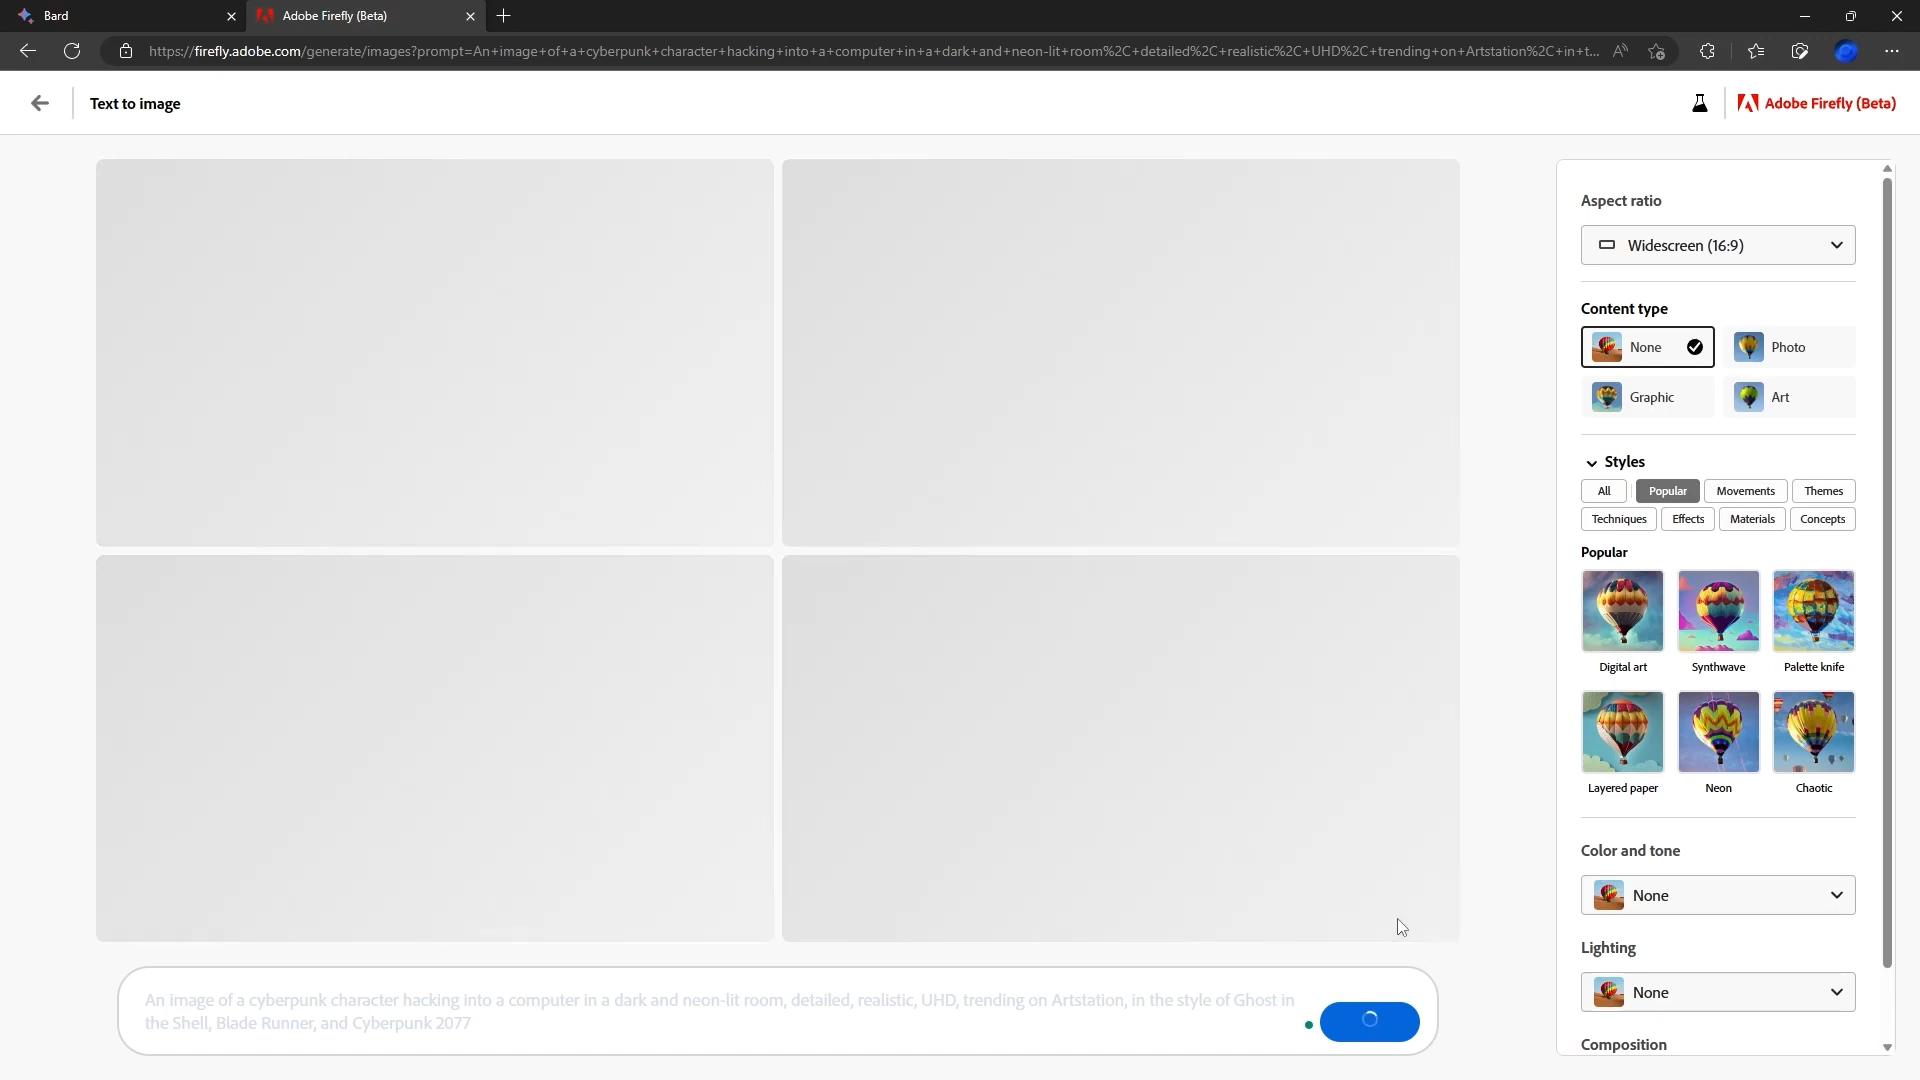 Bard
Adobe Firefly (Beta)
https://firefly.adobe.com/generate/images?prompt=An+image+of+a+cyberpunk+character+hacking+into+a+computer+in+a+dark+and+neon-lit+room%2C+detailed%2C+realistic%2C+UHD%2C+trending+on+Artstation%2C+in+t...
Text to image
Adobe Firefly (Beta)
Aspect ratio
Widescreen (16:9)
Content type
None
Photo
Graphic
Art
Styles
All
Popular
Movements
Themes
Techniques
Effects
Materials
Concepts
Popular
Digital art
Synthwave
Palette knife
Layered paper
Neon
Chaotic
Color and tone
None
Lighting
None
Composition
An image of a cyberpunk character hacking into a computer in a dark and neon-lit room, detailed, realistic, UHD, trending on Artstation, in the style of Ghost in
the Shell, Blade Runner, and Cyberpunk 2077